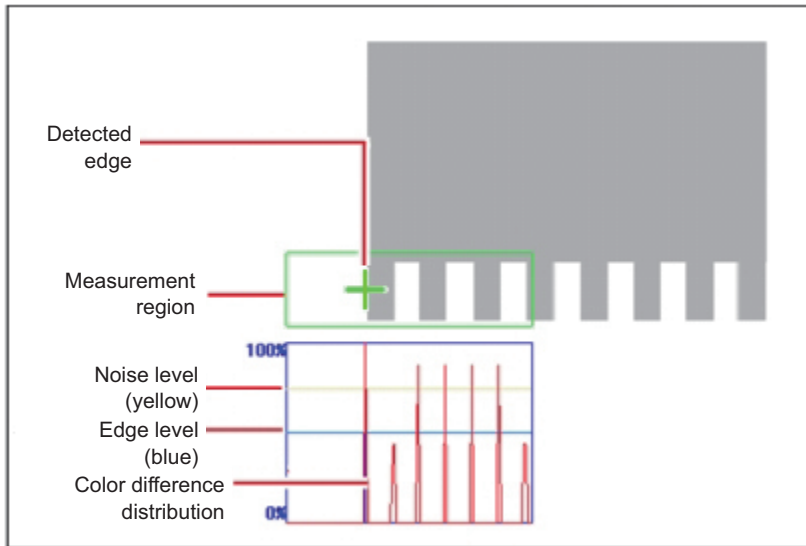 Detected
edge
Measurement
region
100%
Noise level
(yellow)
Edge level
(blue)
Color difference
distribution
0%